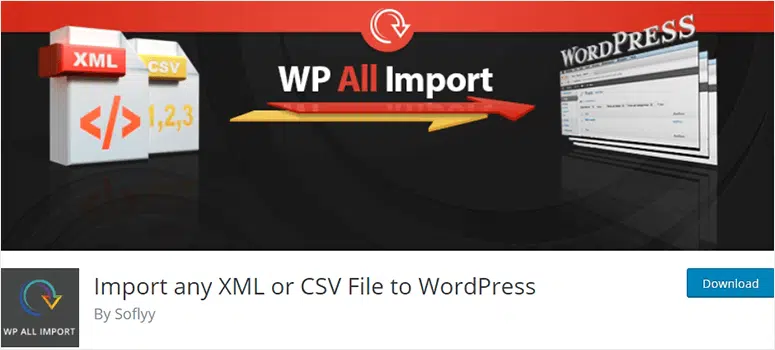 XML
CSV
</>
1,2,3
WP All Import
WORDPRESS
WP ALL IMPORT
Import any XML or CSV File to WordPress
By Soflyy
Download